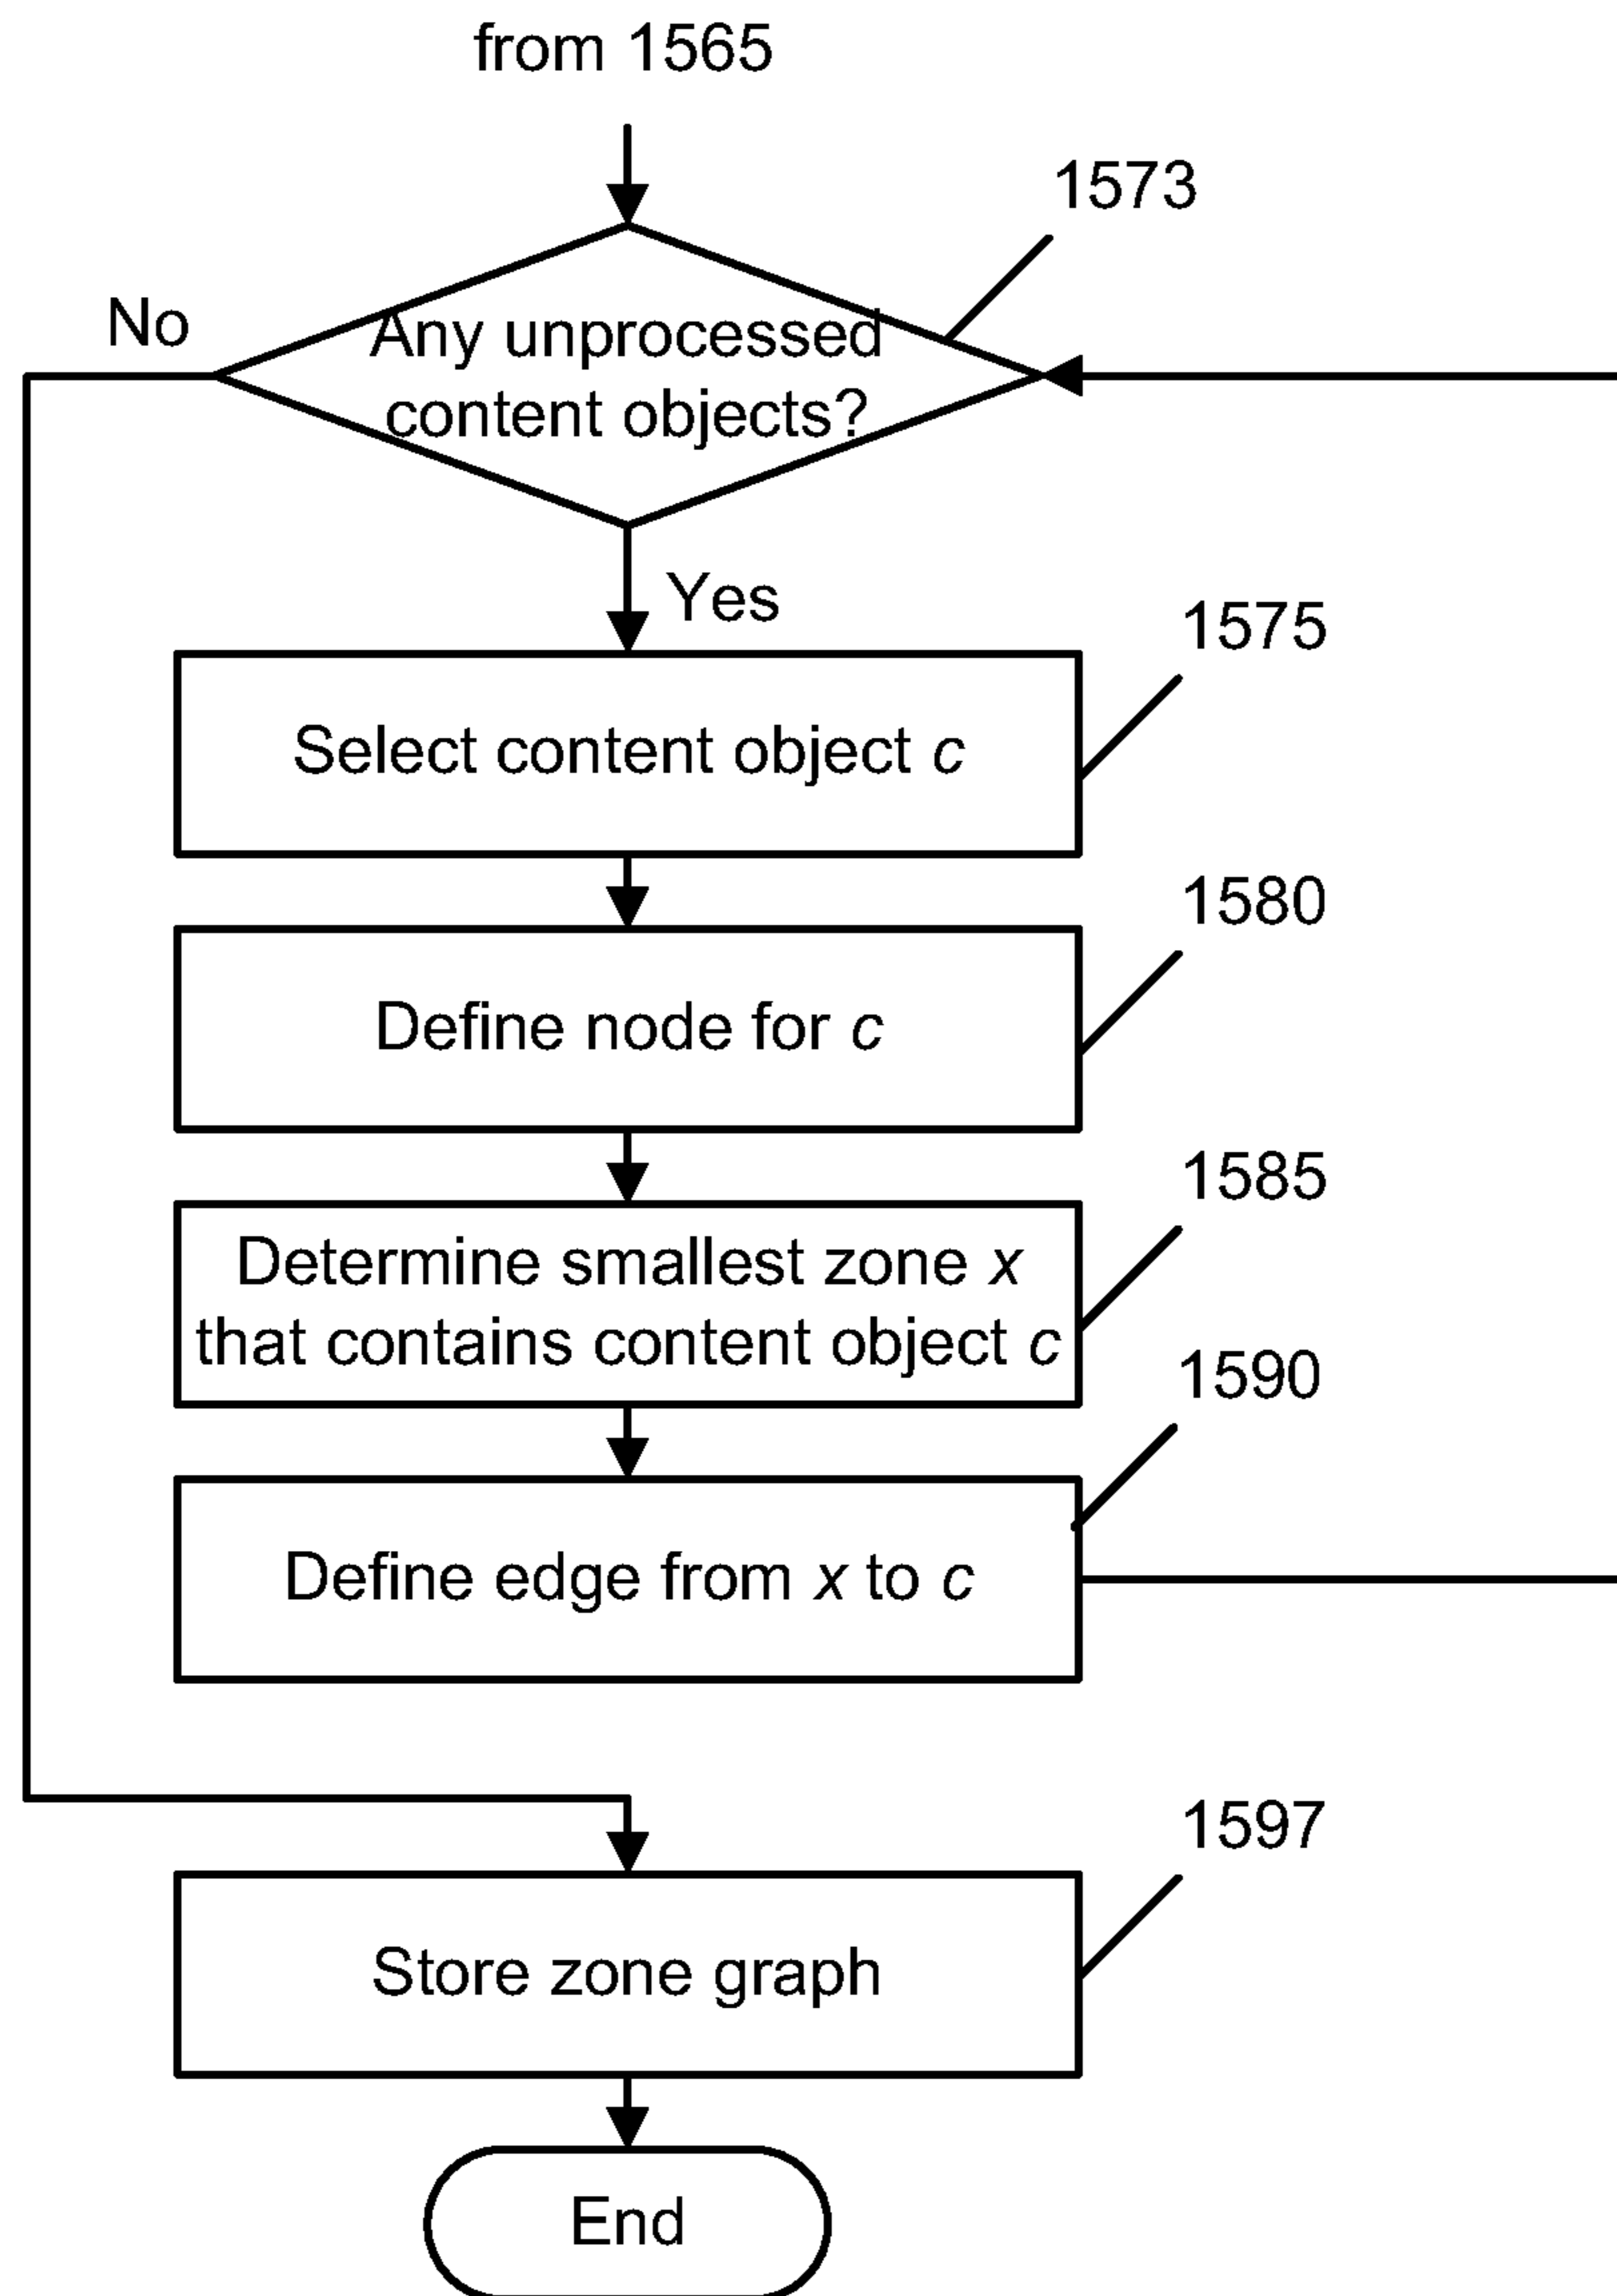 from 1565
1573
No
Any unprocessed
content objects?
Yes
1575
Select content object c
1580
Define node for c
1585
Determine smallest zone x
that contains content object c
1590
Define edge from x to c
1597
Store zone graph
End